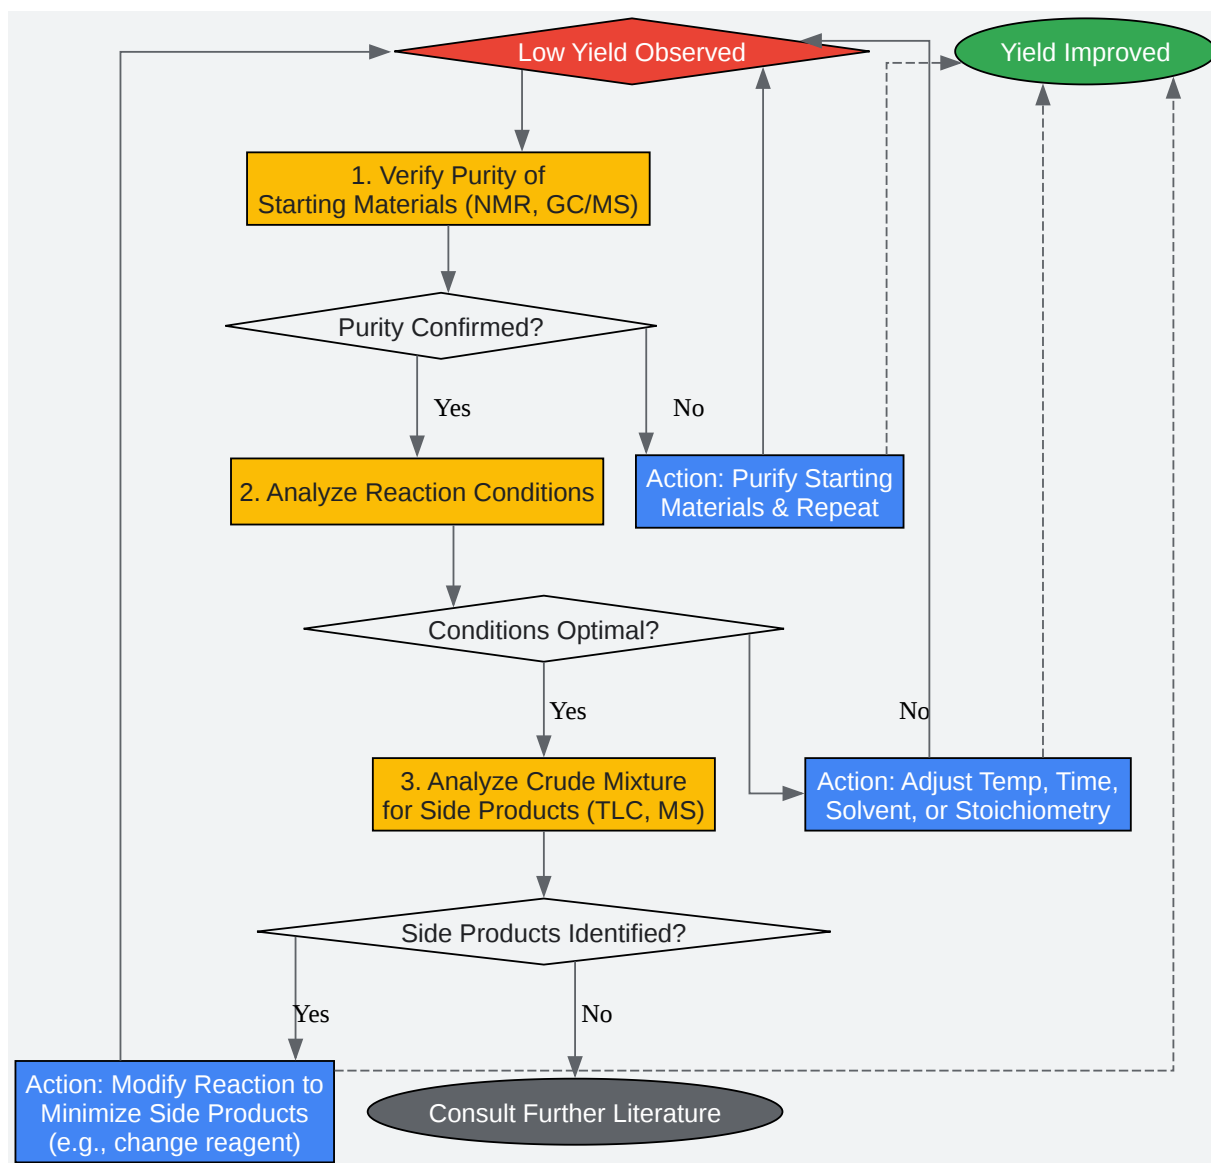 Low Yield Observed
Yield Improved
1. Verify Purity of
Starting Materials (NMR, GC/MS)
Purity Confirmed?
Yes
No
2. Analyze Reaction Conditions
Action: Purify Starting
Materials & Repeat
Conditions Optimal?
Yes
No
3. Analyze Crude Mixture
for Side Products (TLC, MS)
Action: Adjust Temp, Time,
Solvent, or Stoichiometry
Side Products Identified?
Yes
No
Action: Modify Reaction to
Minimize Side Products
(e.g., change reagent)
Consult Further Literature